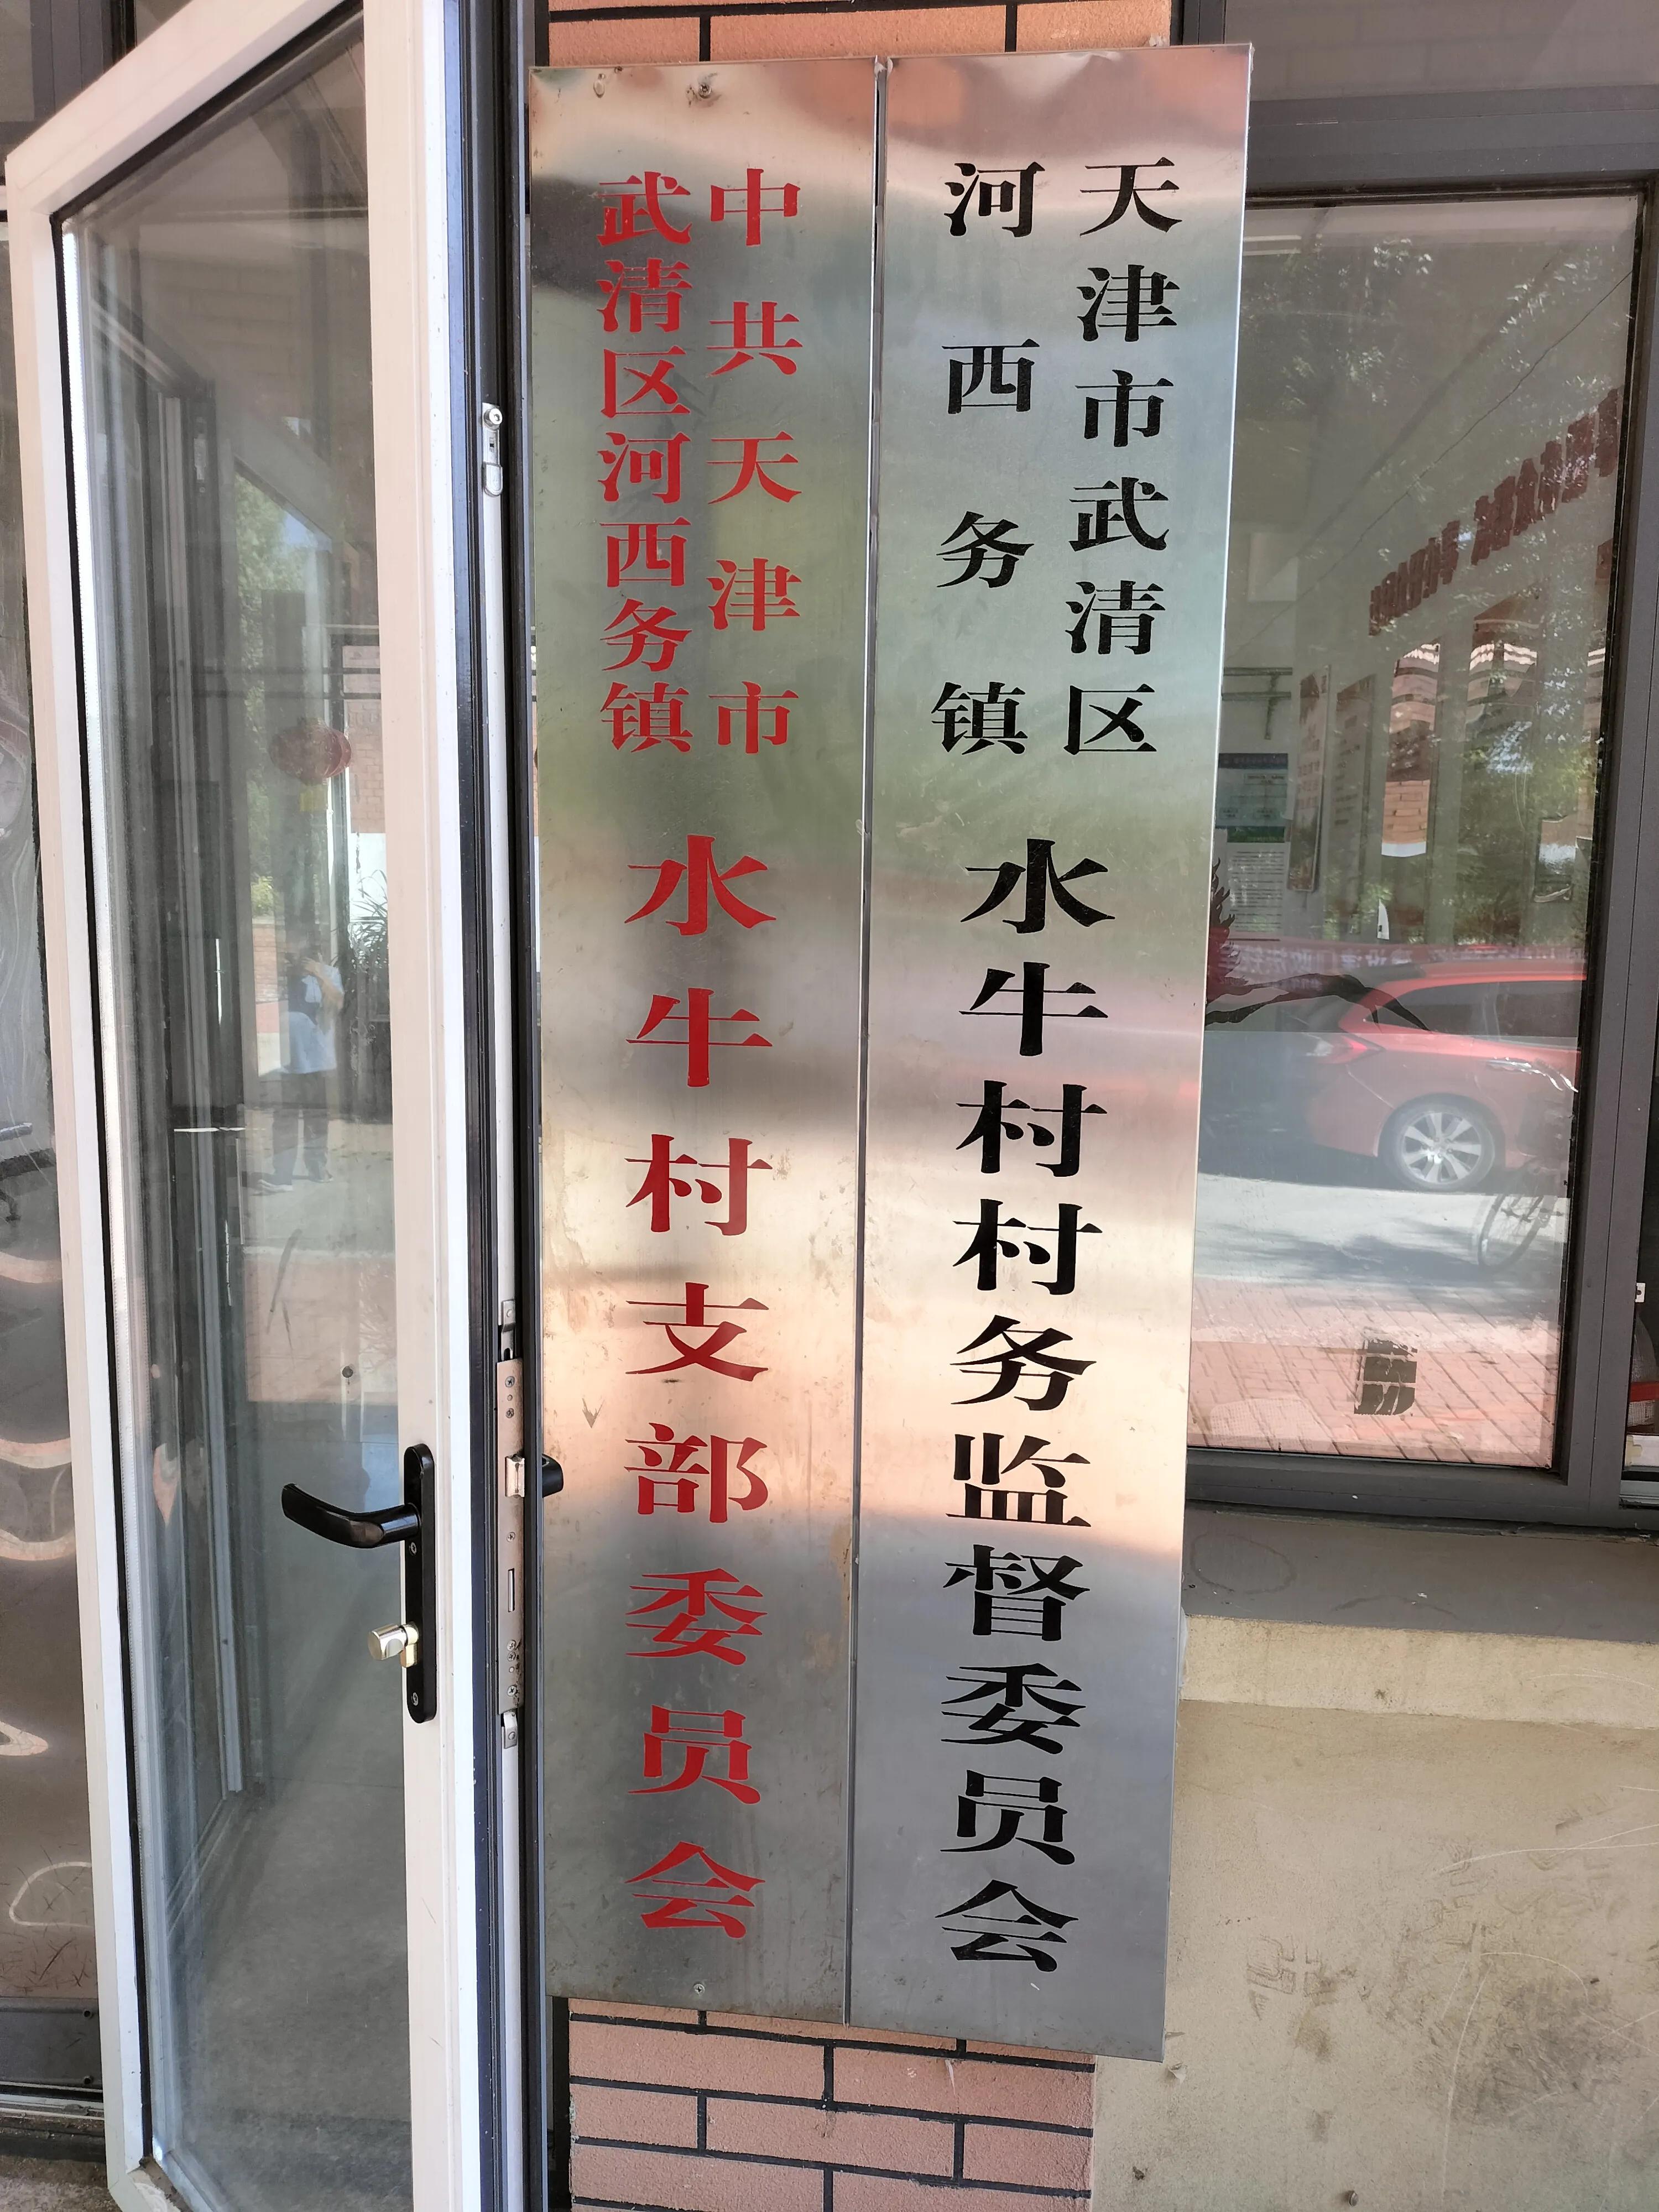 中共天津市
武清区河西务镇
水牛村支部委员会
天津市武清区
河西务镇
水牛村村务监督委员会